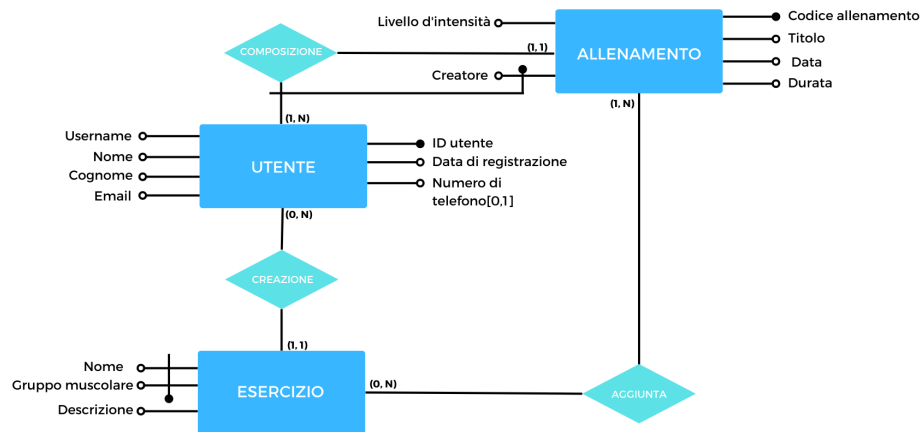 Livello d'intensità
Codice allenamento
Titolo
Data
Durata
COMPOSIZIONE
(1, 1)
ALLENAMENTO
Creatore
(1, N)
(1, N)
Username
Nome
Cognome
Email
UTENTE
ID utente
Data di registrazione
Numero di
telefono[0,1]
(0, N)
CREAZIONE
(1, 1)
Nome
Gruppo muscolare
Descrizione
ESERCIZIO
(0, N)
AGGIUNTA